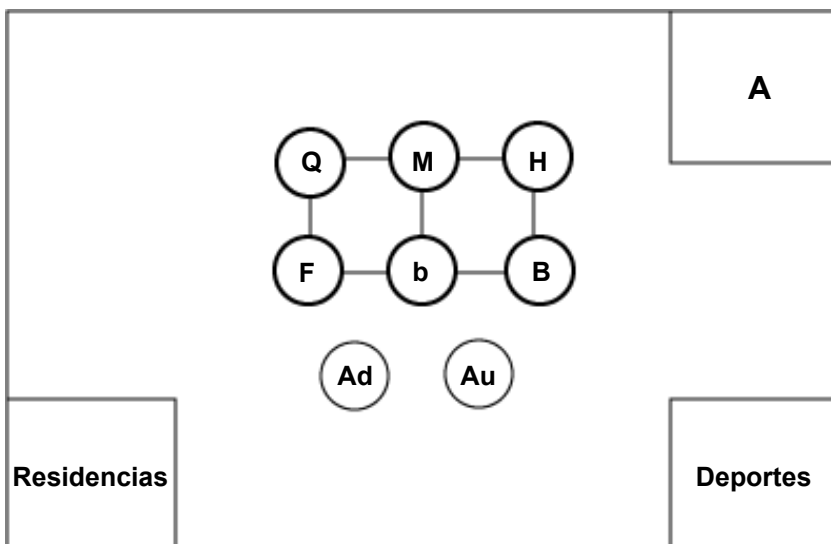 A
Q M H
F b B
Ad Au
Residencias Deportes